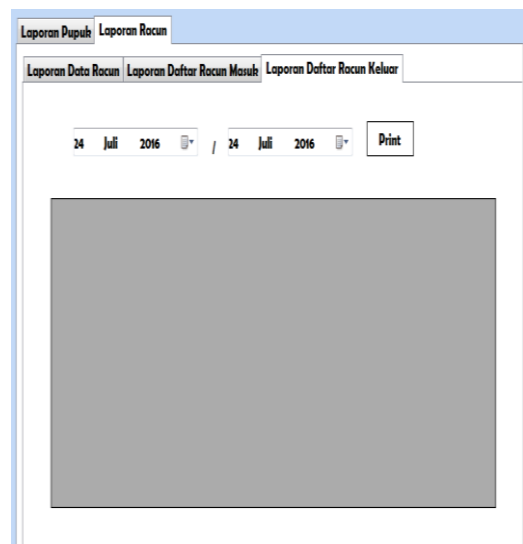 Laporan Pupuk Laporan Racun
Laporan Data Racun Laporan Daftar Racun Masuk Laporan Daftar Racun Keluar
24 Juli 2016 / 24 Juli 2016 Print